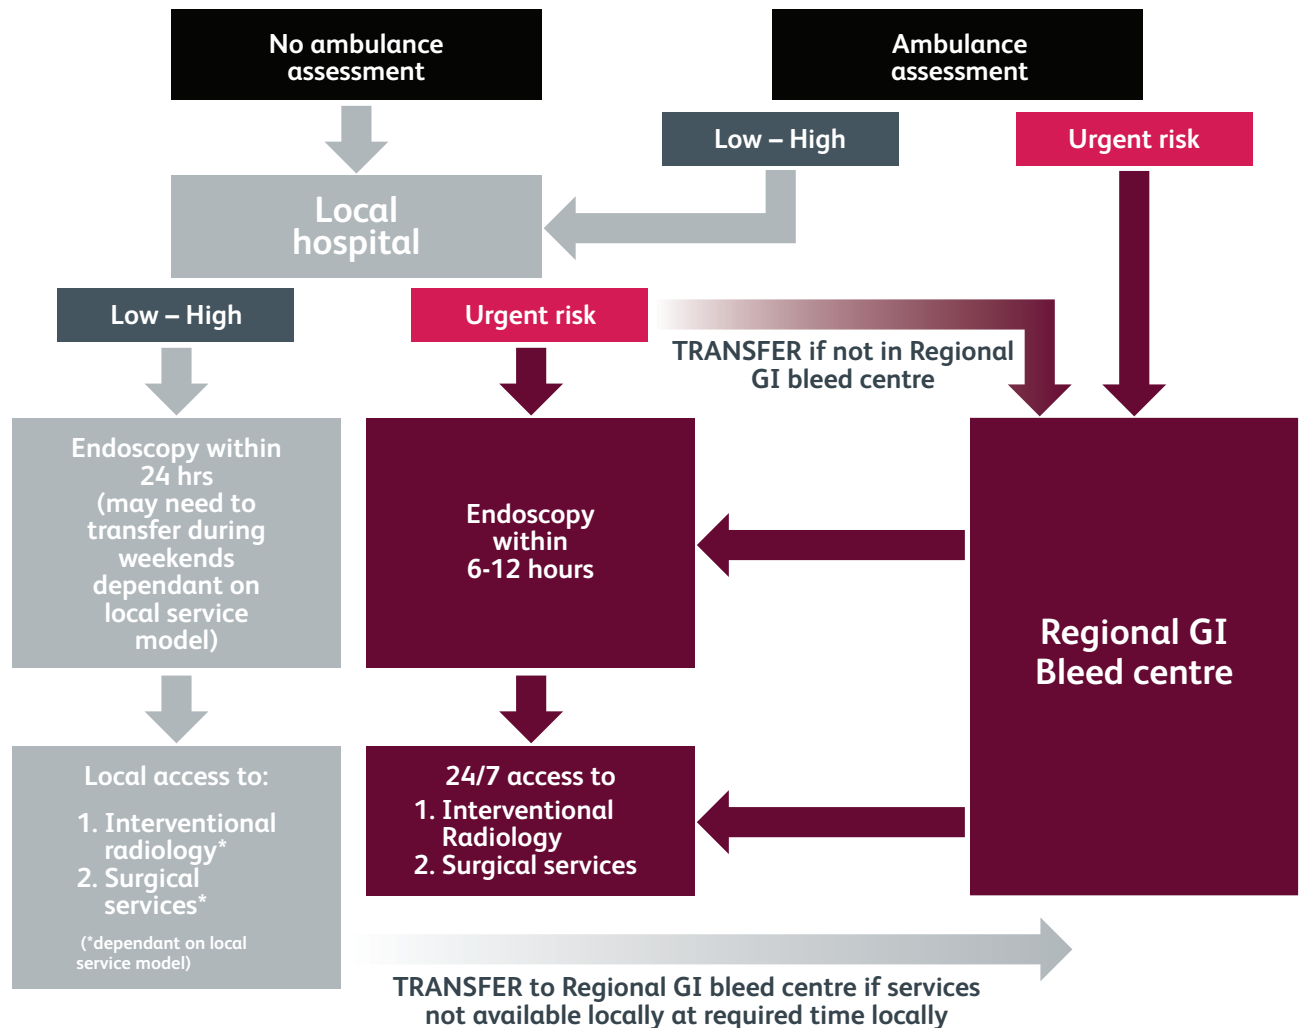 No ambulance
assessment
Ambulance
assessment
Low – High
Urgent risk
Local
hospital
Low – High
Urgent risk
TRANSFER if not in Regional
GI bleed centre
Endoscopy within
24 hrs
(may need to
transfer during
weekends
dependant on
local service
model)
Endoscopy
within
6-12 hours
Regional GI
Bleed centre
Local access to:
1. Interventional
radiology*
2. Surgical
services*
(*dependant on local
service model)
24/7 access to
1. Interventional
Radiology
2. Surgical services
TRANSFER to Regional GI bleed centre if services
not available locally at required time locally